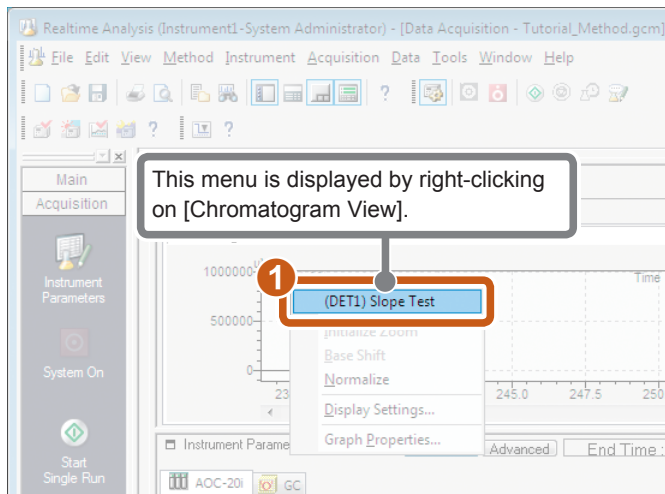 Realtime Analysis (Instrument1-System Administrator) - [Data Acquisition - Tutorial_Method.gcm]
File Edit View Method Instrument Acquisition Data Tools Window Help
Main
Acquisition
This menu is displayed by right-clicking
on [Chromatogram View].
Instrument
Parameters
System On
Start
Single Run
1000000
500000
0
1
Time
(DET1) Slope Test
Initialize Zoom
Base Shift
Normalize
Display Settings...
Graph Properties...
245.0 247.5 250
Instrument Parame
Advanced
End Time :
AOC-20i
GC